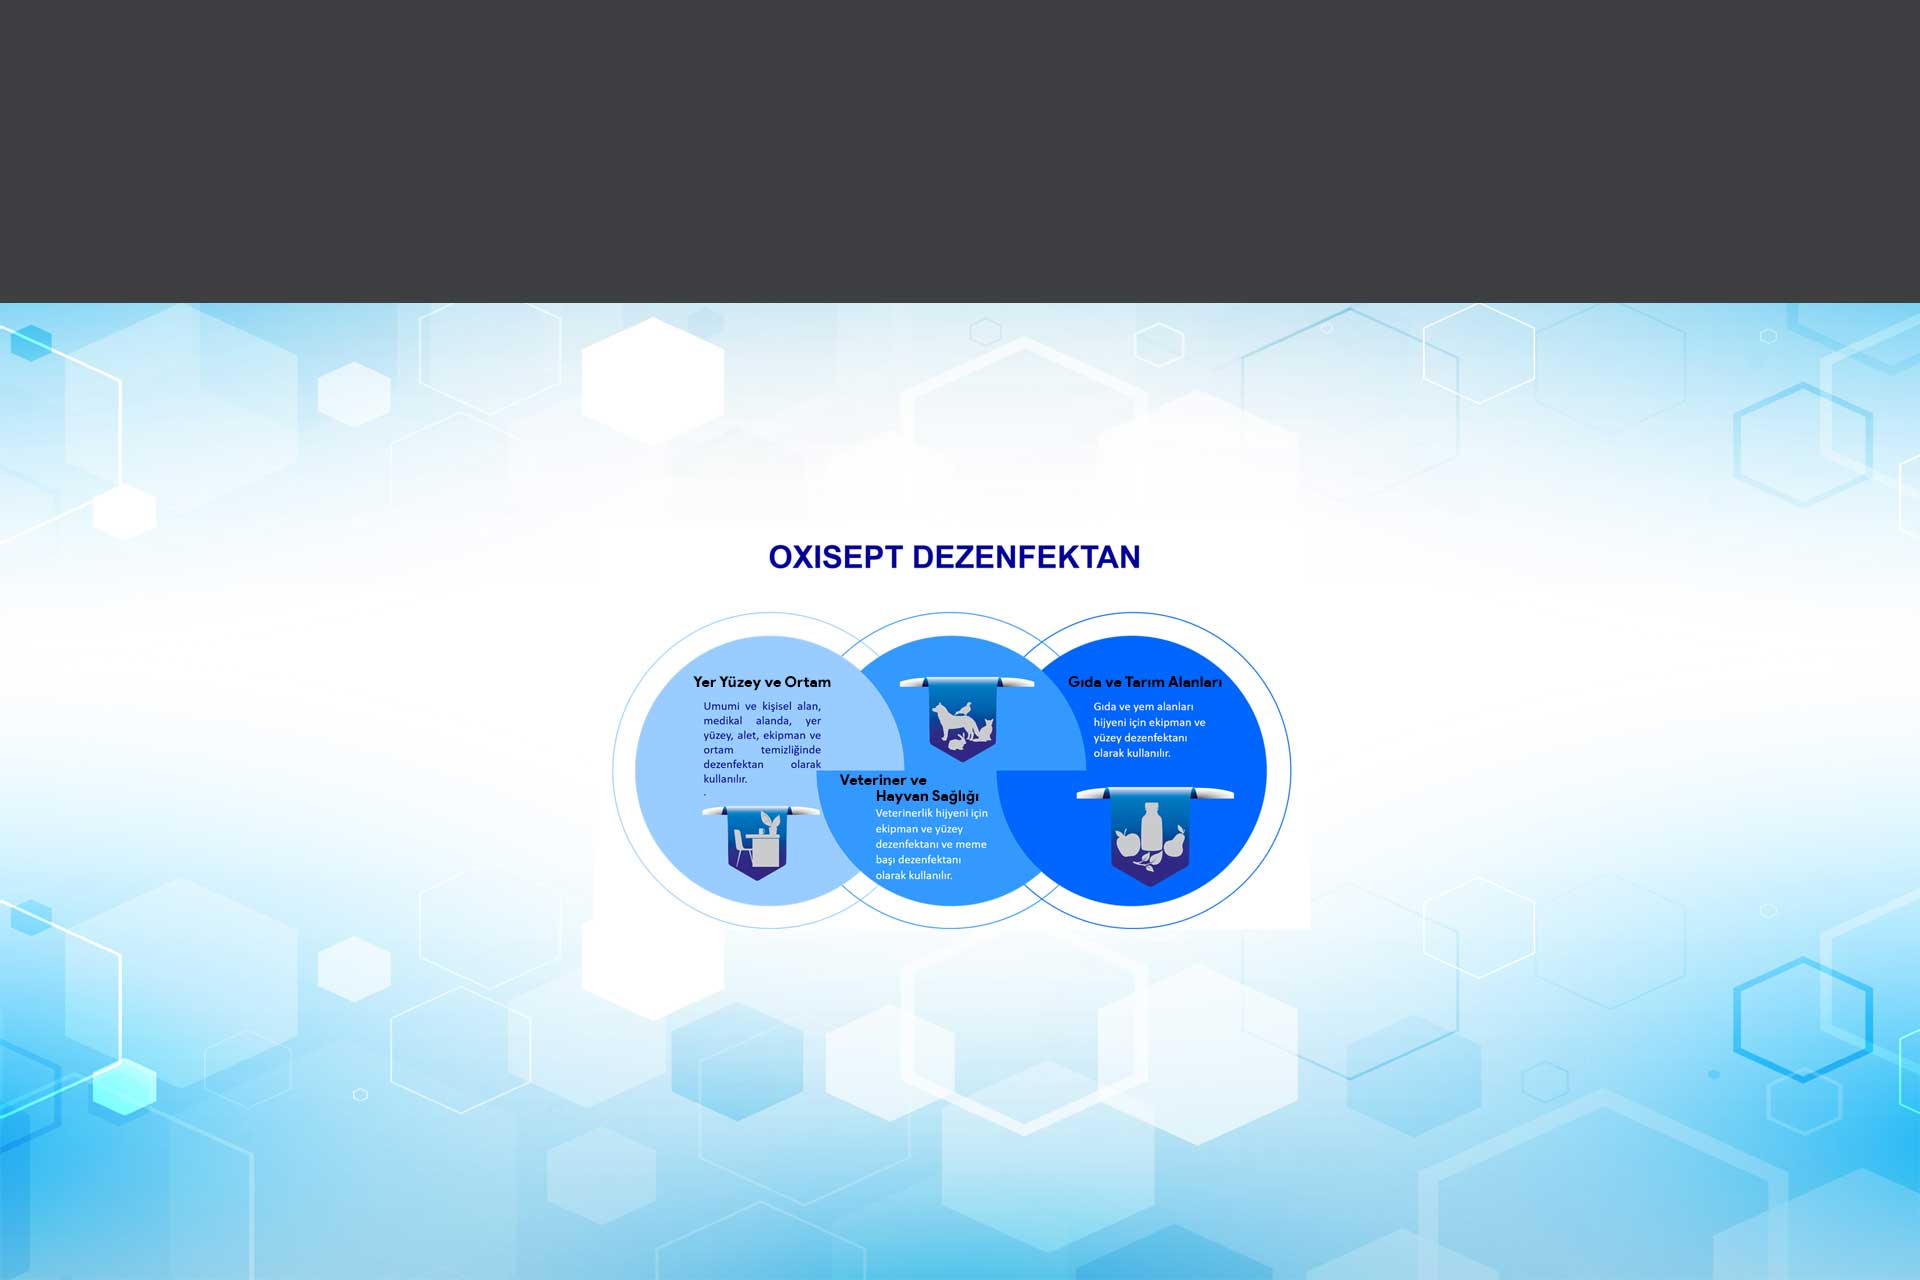 OXISEPT DEZENFEKTAN
Yer Yüzey ve Ortam
Umumi ve kişisel alan,
medikal alanda, yer
yüzey, alet, ekipman ve
ortam temizliğinde
dezenfektan olarak
kullanılır.
.
Veteriner ve
Hayvan Sağlığı
Veterinerlik hijyeni için
ekipman ve yüzey
dezenfektanı ve meme
başı dezenfektanı
olarak kullanılır.
Gıda ve Tarım Alanları
Gıda ve yem alanları
hijyeni için ekipman ve
yüzey dezenfektanı
olarak kullanılır.